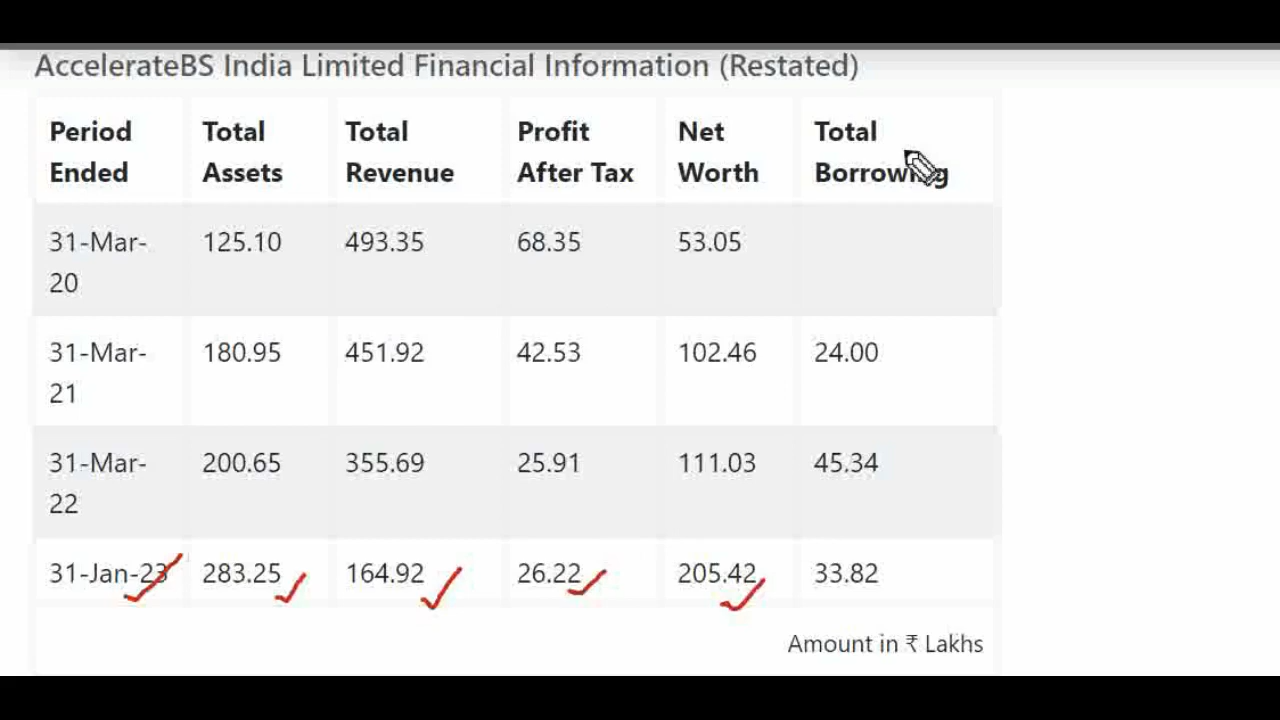 AccelerateBS India Limited Financial Information (Restated)
Period Ended Total Assets Total Revenue Profit After Tax Net Worth Total Borrowing
31-Mar-20 125.10 493.35 68.35 53.05
31-Mar-21 180.95 451.92 42.53 102.46 24.00
31-Mar-22 200.65 355.69 25.91 111.03 45.34
31-Jan-23 283.25 164.92 26.22 205.42 33.82
Amount in ₹ Lakhs